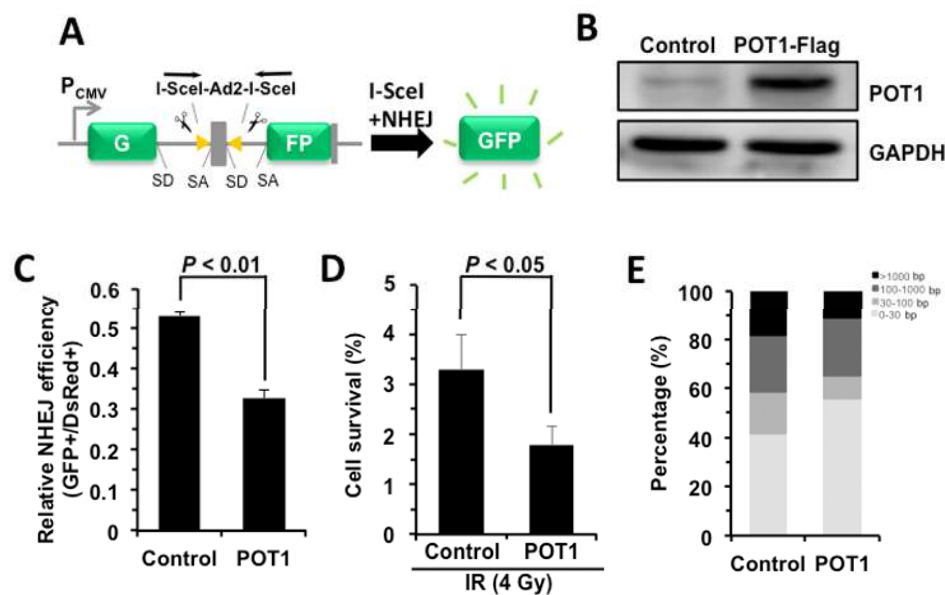 A
P CMV
I-SceI-Ad2-I-SceI
G
FP
SD
SA
SD
SA
I-SceI
+NHEJ
GFP
B
Control POT1-Flag
POT1
GAPDH
C
P < 0.01
Relative NHEJ efficiency
(GFP+/DsRed+)
0.6
0.5
0.4
0.3
0.2
0.1
0
Control POT1
D
P < 0.05
Cell survival (%)
5
4
3
2
1
0
Control POT1
IR (4 Gy)
E
>1000 bp
100-1000 bp
30-100 bp
0-30 bp
Percentage (%)
100
80
60
40
20
0
Control POT1